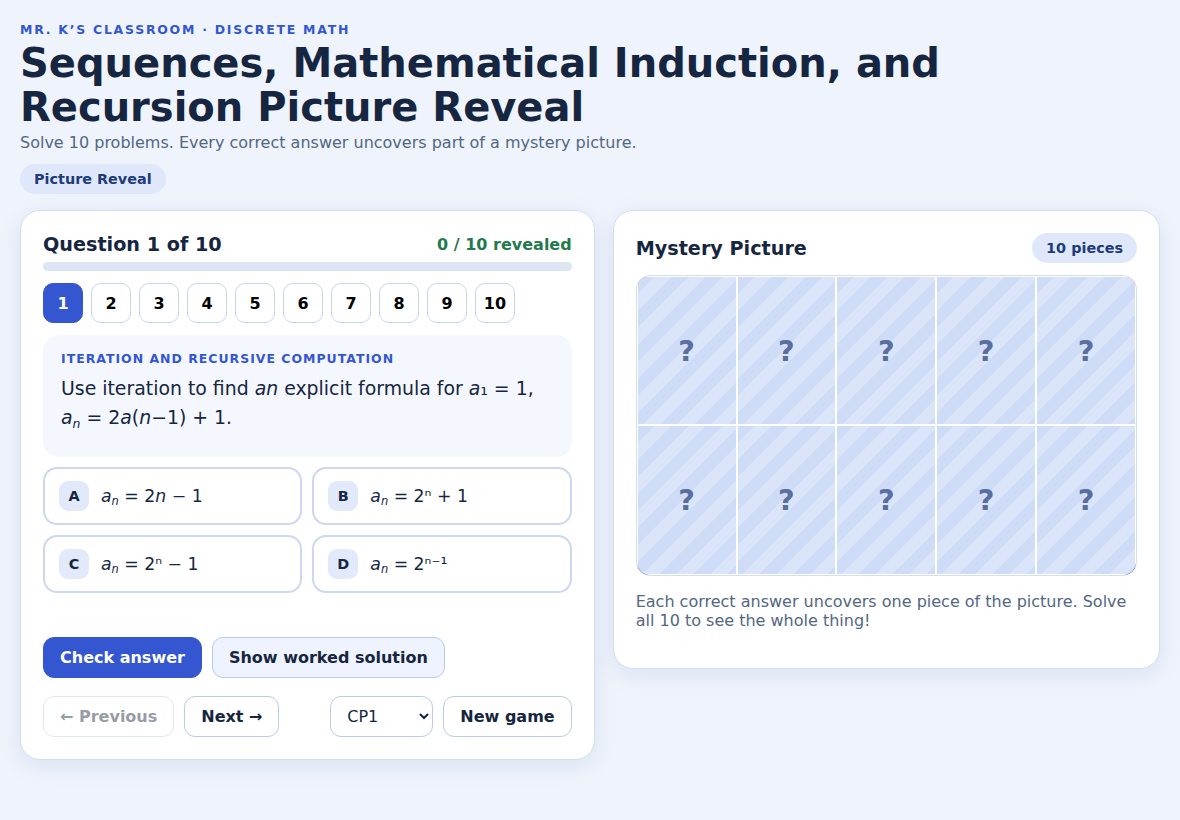 MR. K’S CLASSROOM · DISCRETE MATH
Sequences, Mathematical Induction, and
Recursion Picture Reveal
Solve 10 problems. Every correct answer uncovers part of a mystery picture.
Picture Reveal
Question 1 of 10
0 / 10 revealed
1 2 3 4 5 6 7 8 9 10
ITERATION AND RECURSIVE COMPUTATION
Use iteration to find an explicit formula for a₁ = 1,
aₙ = 2a(n−1) + 1.
A aₙ = 2n − 1
B aₙ = 2ⁿ + 1
C aₙ = 2ⁿ − 1
D aₙ = 2ⁿ⁻¹
Check answer
Show worked solution
← Previous
Next →
CP1
New game
Mystery Picture
10 pieces
? ? ? ? ?
? ? ? ? ?
Each correct answer uncovers one piece of the picture. Solve
all 10 to see the whole thing!